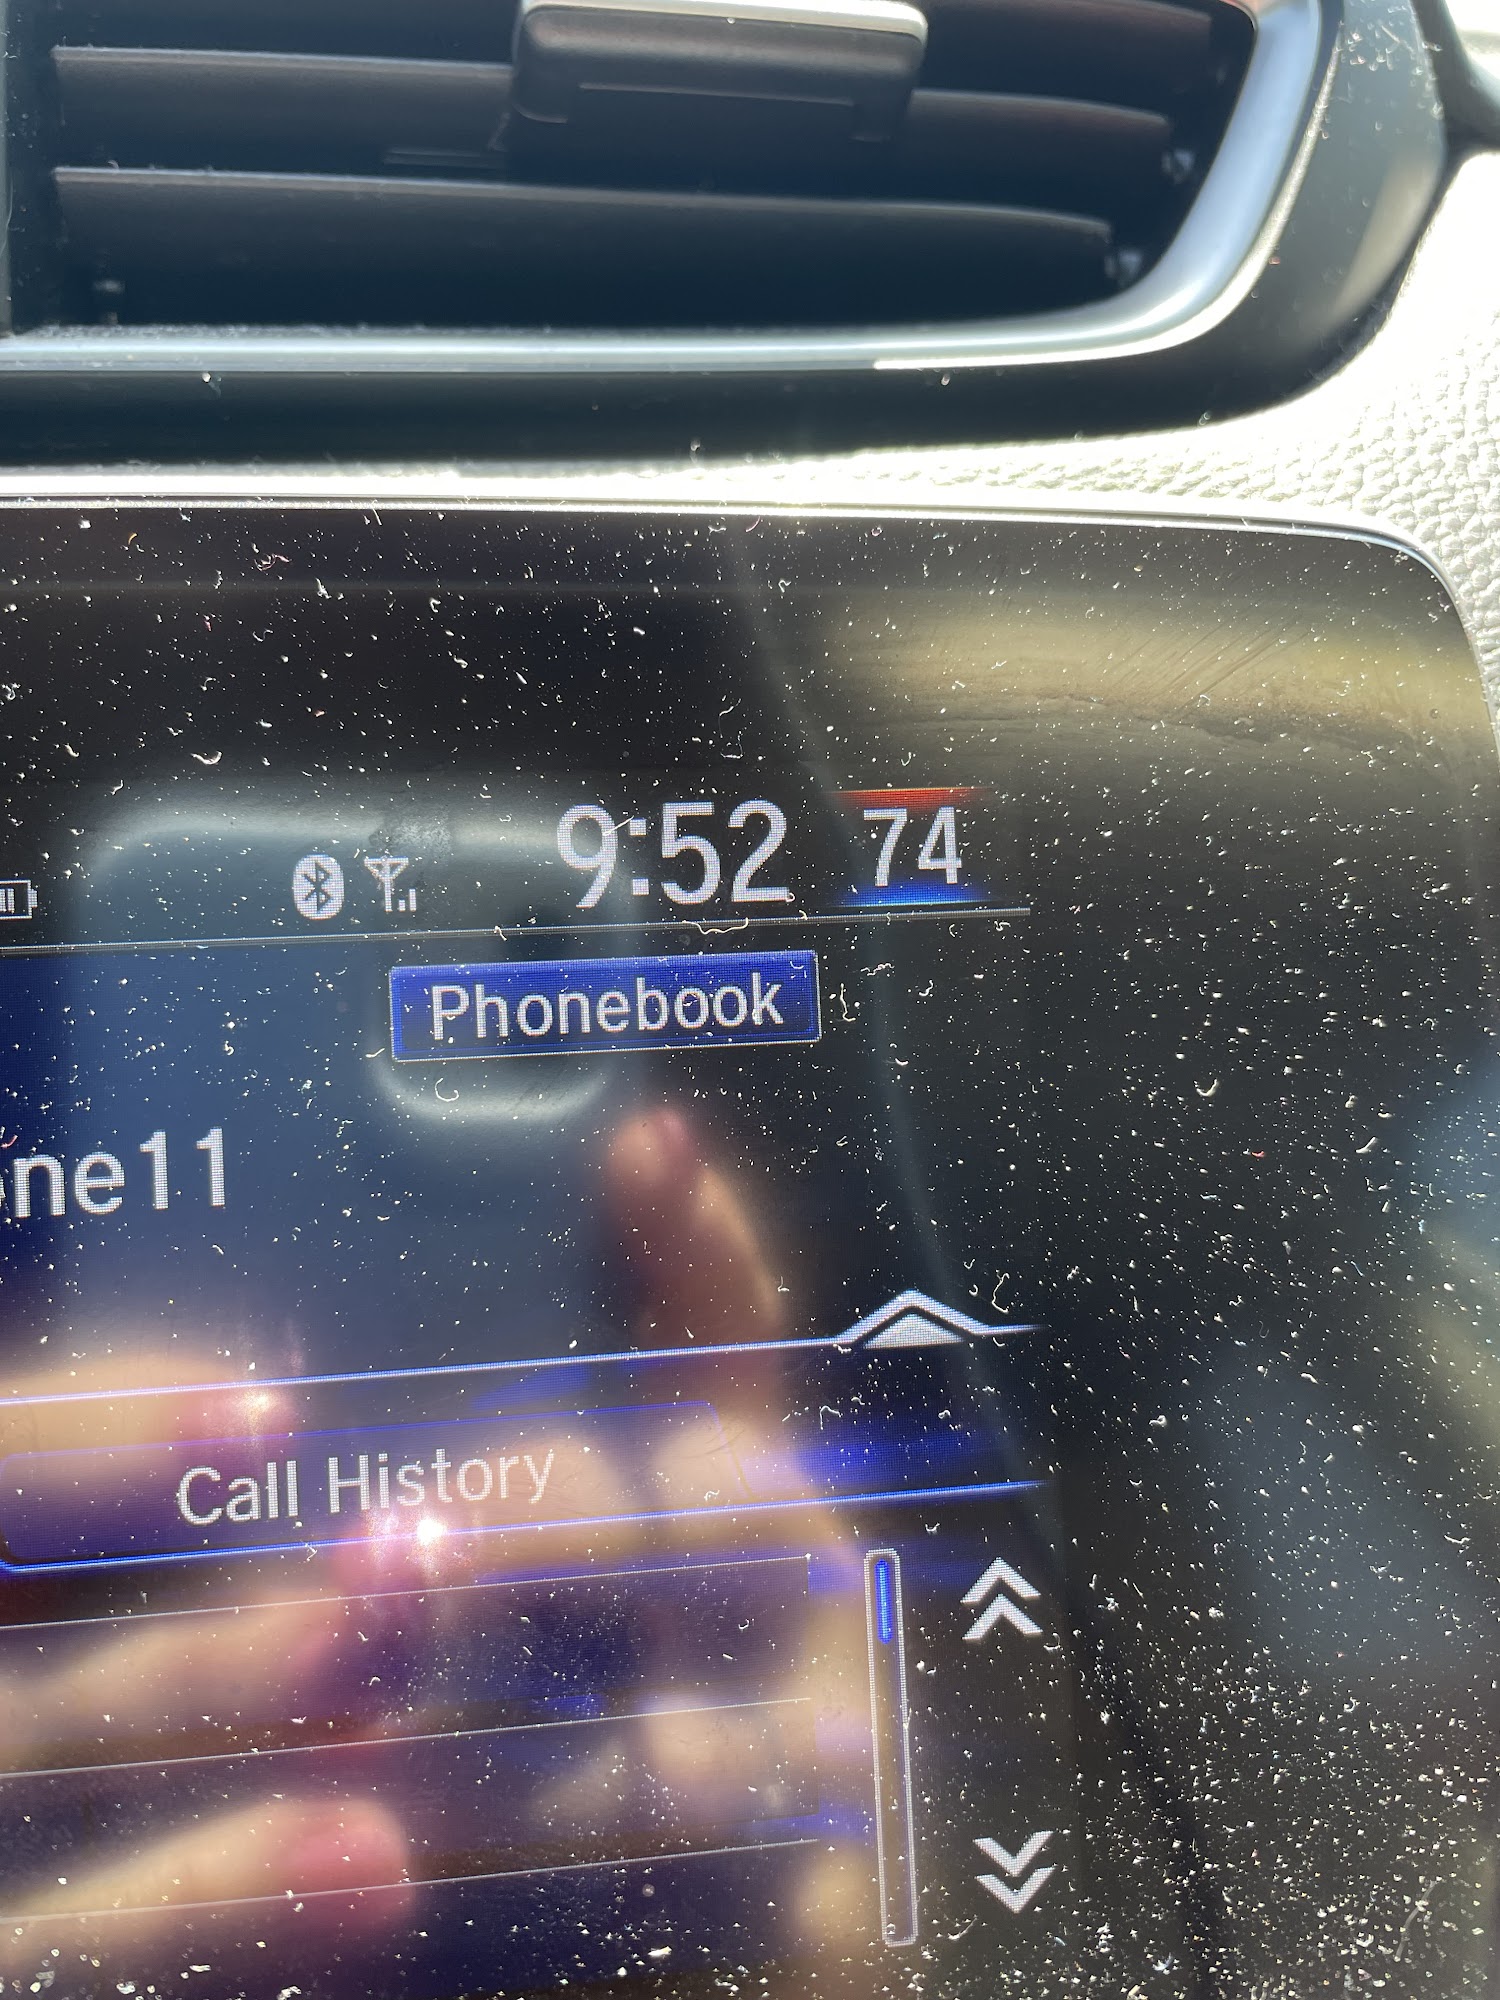 9:52 74
Phonebook
ne11
Call History